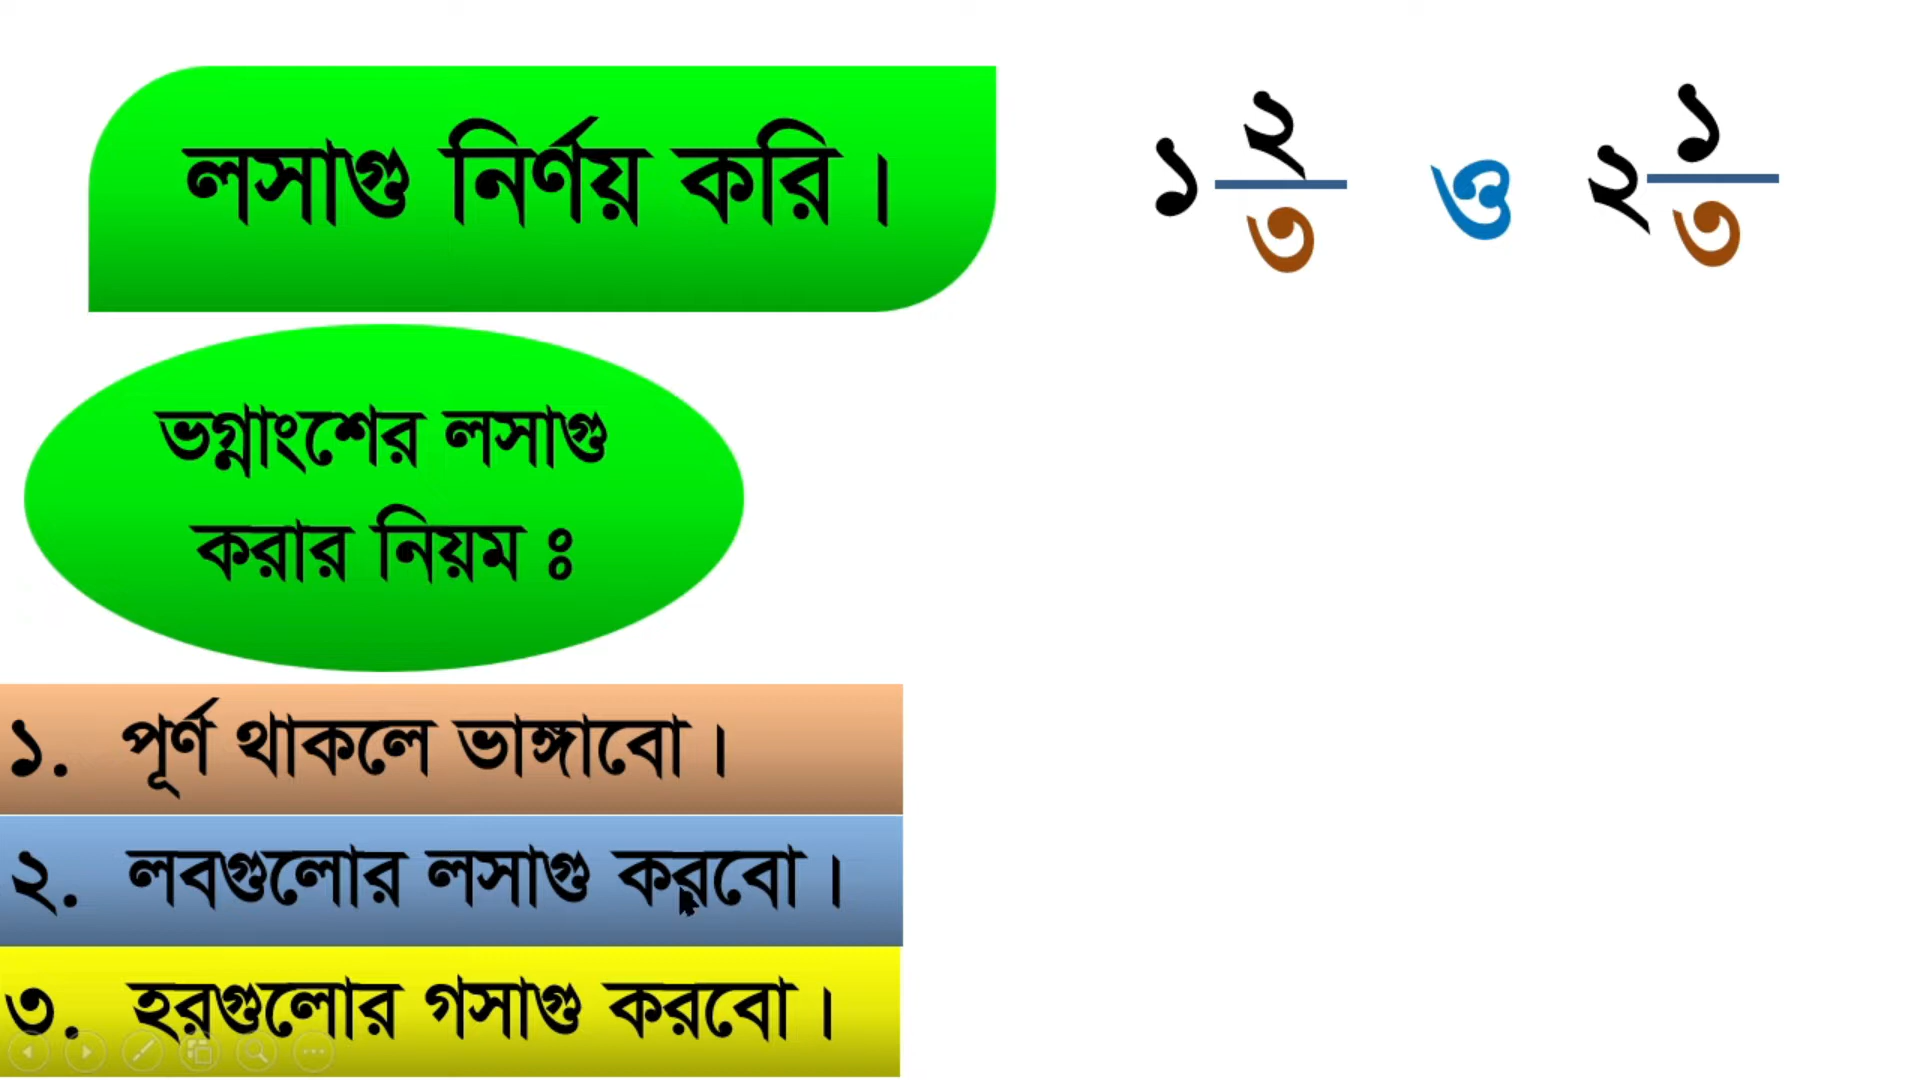 লসাগু নির্ণয় করি।
১ ২/৩ ও ২ ১/৩
ভগ্নাংশের লসাগু
করার নিয়ম ঃ
১. পূর্ণ থাকলে ভাঙ্গাবো।
২. লবগুলোর লসাগু করবো।
৩. হরগুলোর গসাগু করবো।